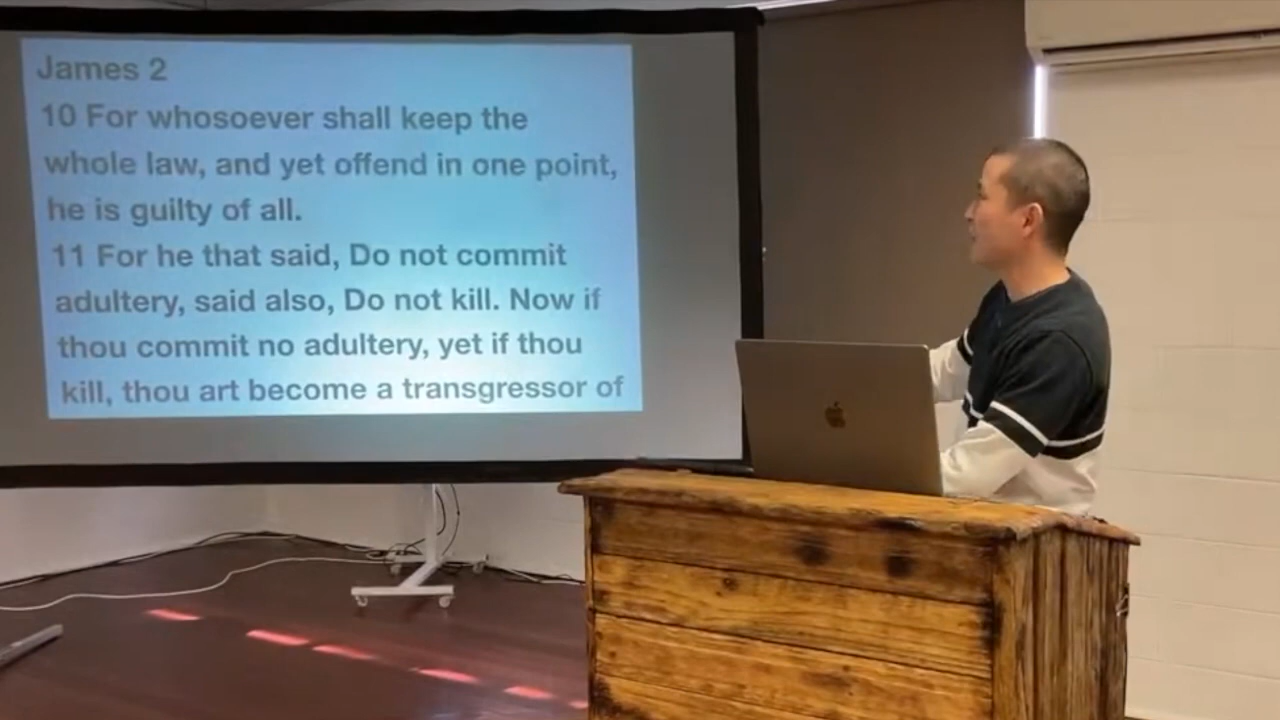 James 2
10 For whosoever shall keep the
whole law, and yet offend in one point,
he is guilty of all.
11 For he that said, Do not commit
adultery, said also, Do not kill. Now if
thou commit no adultery, yet if thou
kill, thou art become a transgressor of